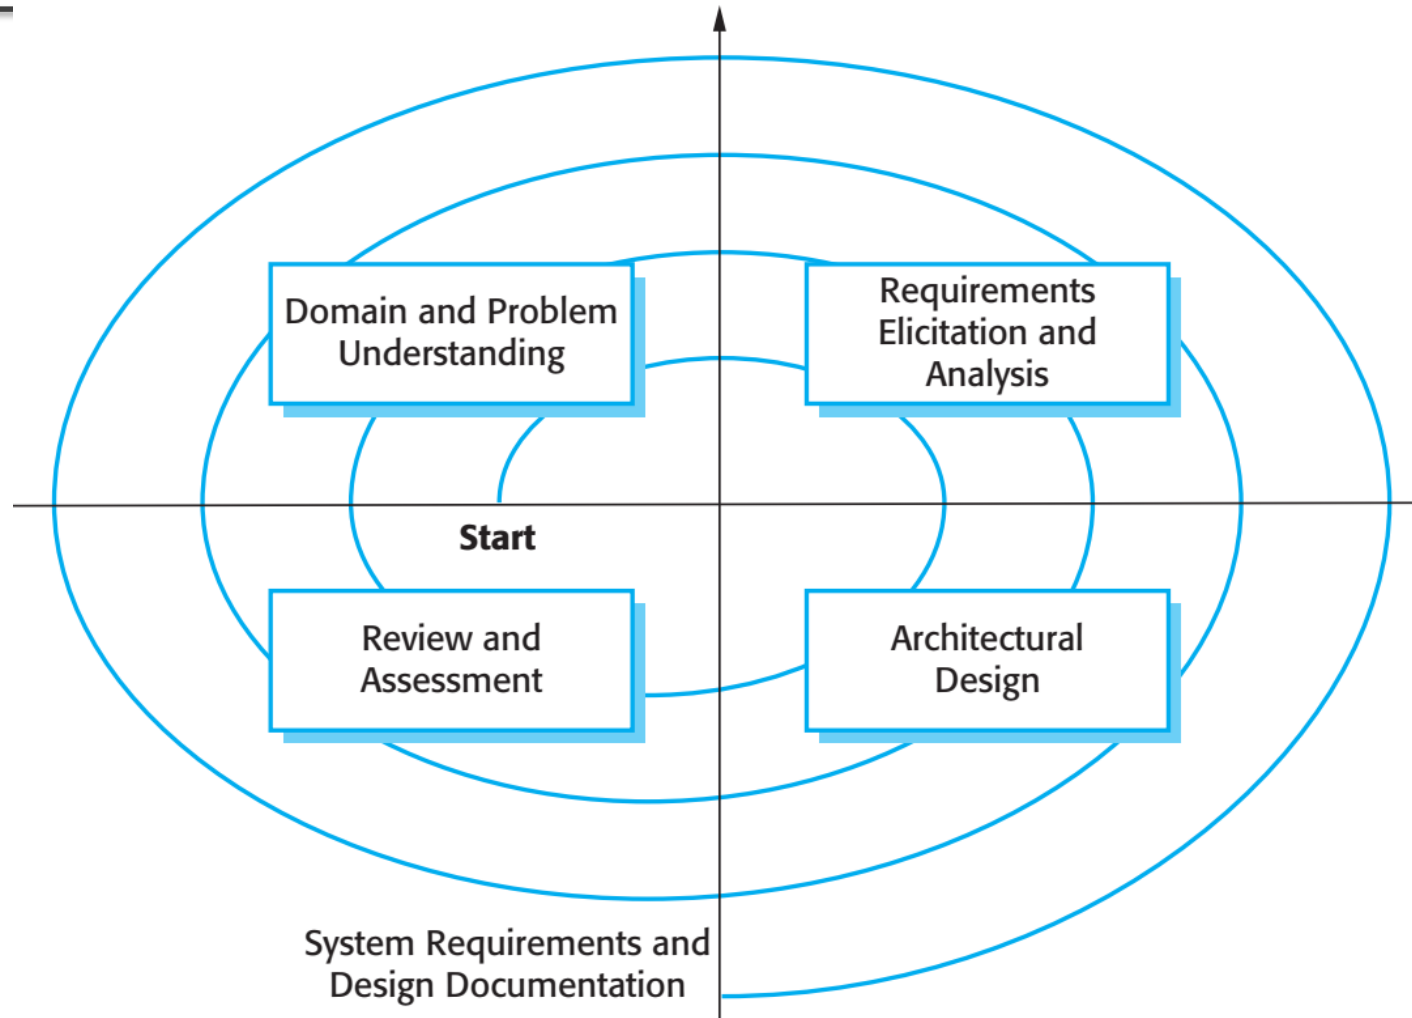 Domain and Problem
Understanding
Requirements
Elicitation and
Analysis
Start
Review and
Assessment
Architectural
Design
System Requirements and
Design Documentation